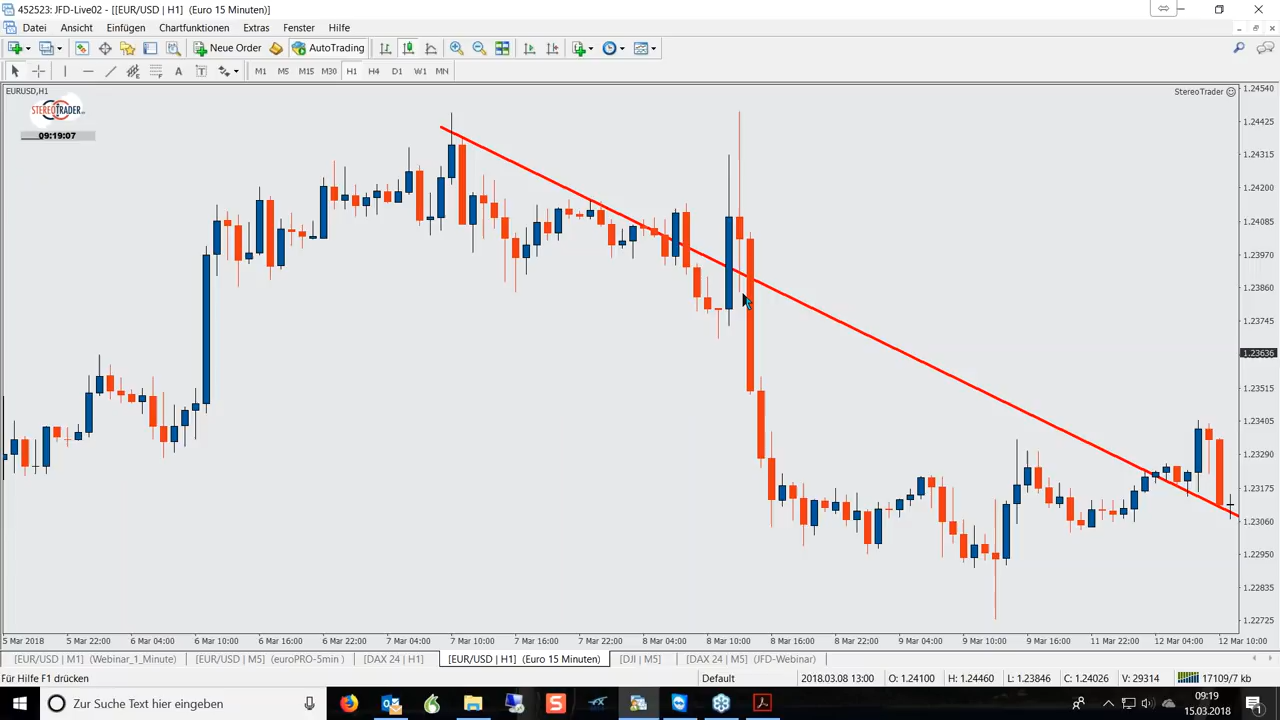 452523: JFD-Live02 - [[EUR/USD | H1] (Euro 15 Minuten)]
Datei Ansicht Einfügen Chartfunktionen Extras Fenster Hilfe
New Order AutoTrading
A T M1 M5 M15 M30 H1 H4 D1 W1 MN
EURUSD,H1 StereoTrader
STEREOTRADER
09:19:07
1.24540
1.24425
1.24315
1.24200
1.24085
1.23970
1.23860
1.23745
1.23636
1.23515
1.23405
1.23290
1.23175
1.23060
1.22950
1.22835
1.22725
5 Mar 2018 5 Mar 22:00 6 Mar 04:00 6 Mar 10:00 6 Mar 16:00 6 Mar 22:00 7 Mar 04:00 7 Mar 10:00 7 Mar 16:00 7 Mar 22:00 8 Mar 04:00 8 Mar 10:00 8 Mar 16:00 8 Mar 22:00 9 Mar 04:00 9 Mar 10:00 9 Mar 16:00 11 Mar 22:00 12 Mar 04:00 12 Mar 10:00
[EUR/USD | M1] (Webinar_1_Minute) [EUR/USD | M5] (euroPRO-5min ) [DAX 24 | H1] [EUR/USD | H1] (Euro 15 Minuten) [DJI | M5] [DAX 24 | M5] (JFD-Webinar)
Für Hilfe F1 drücken Default 2018.03.08 13:00 O: 1.24100 H: 1.24460 L: 1.23846 C: 1.24026 V: 29314 17109/7 kb
Zur Suche Text hier eingeben 09:19
15.03.2018